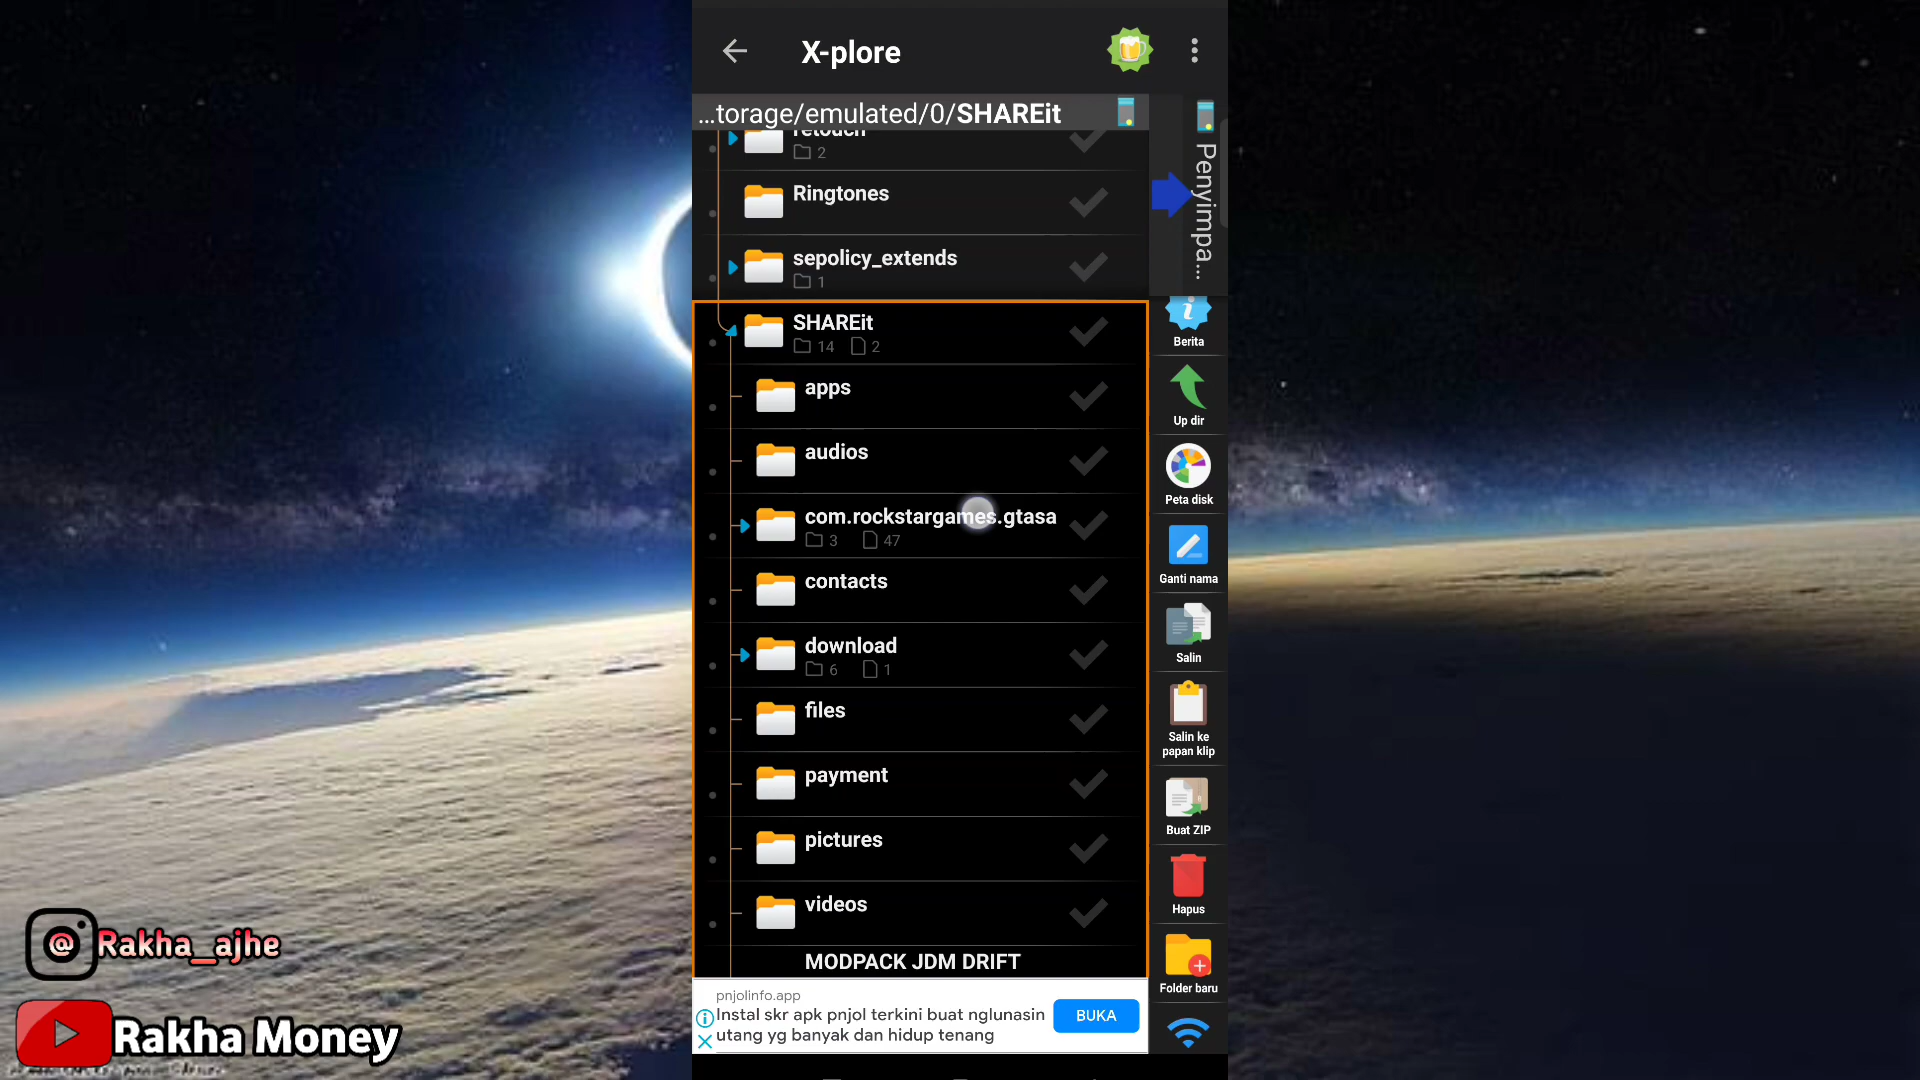 X-plore
...torage/emulated/0/SHAREit
Penyimpa...
retouch
2
Ringtones
sepolicy_extends
1
SHAREit
14 2
apps
audios
com.rockstargames.gtasa
3 47
contacts
download
6 1
files
payment
pictures
videos
MODPACK JDM DRIFT
Berita
Up dir
Peta disk
Ganti nama
Salin
Salin ke
papan klip
Buat ZIP
Hapus
Folder baru
pnjolinfo.app
Instal skr apk pnjol terkini buat nglunasin
utang yg banyak dan hidup tenang
BUKA
Rakha_ajhe
Rakha Money